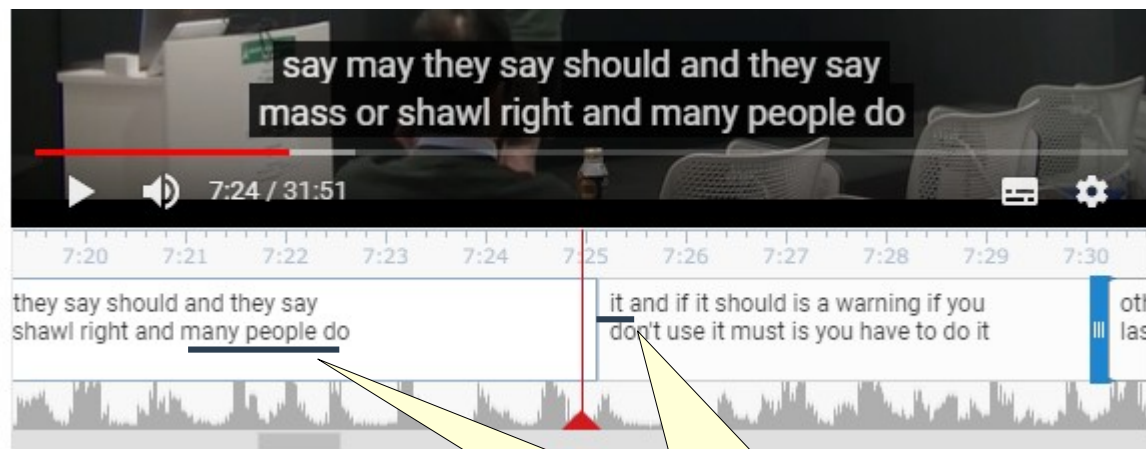 say may they say should and they say
mass or shawl right and many people do
7:24 / 31:51
7:20 7:21 7:22 7:23 7:24 7:25 7:26 7:27 7:28 7:29 7:30
they say should and they say
shawl right and many people do
it and if it should is a warning if you
don't use it must is you have to do it
oth
las